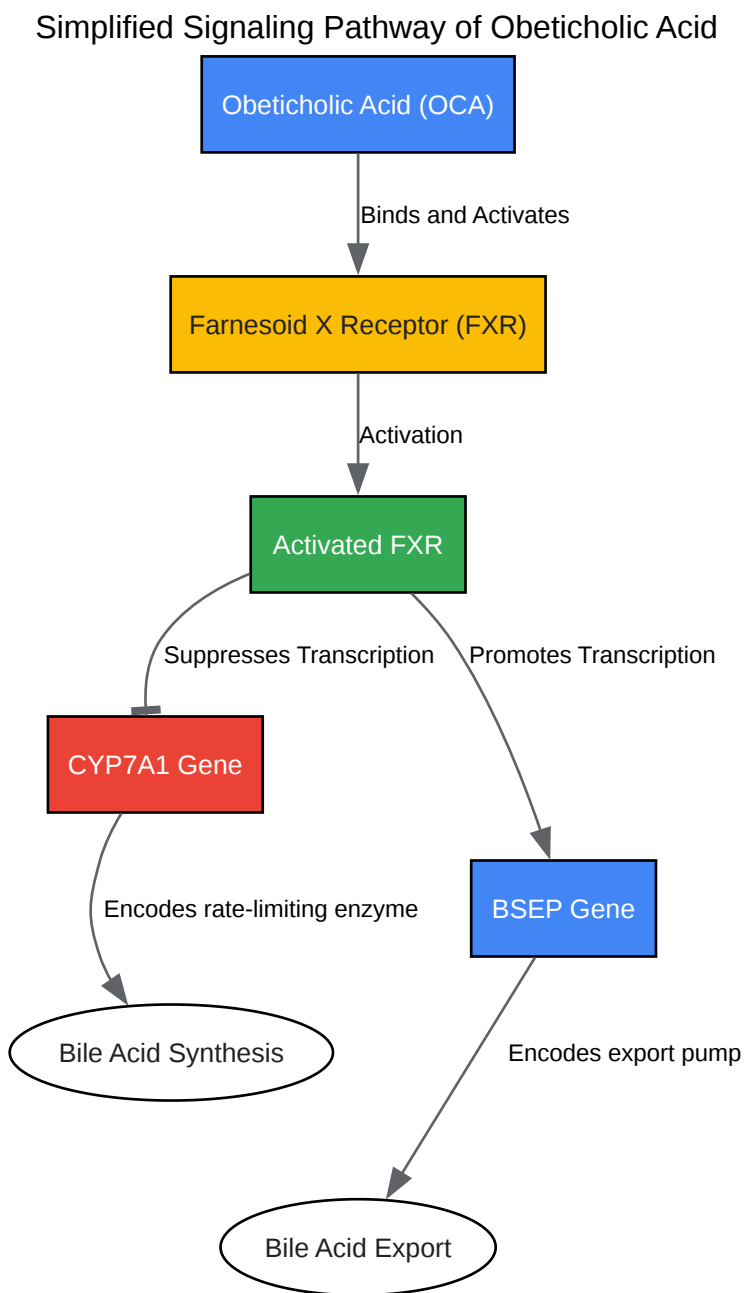 Simplified Signaling Pathway of Obeticholic Acid
Obeticholic Acid (OCA)
Binds and Activates
Farnesoid X Receptor (FXR)
Activation
Activated FXR
Suppresses Transcription
Promotes Transcription
CYP7A1 Gene
Encodes rate-limiting enzyme
BSEP Gene
Bile Acid Synthesis
Encodes export pump
Bile Acid Export